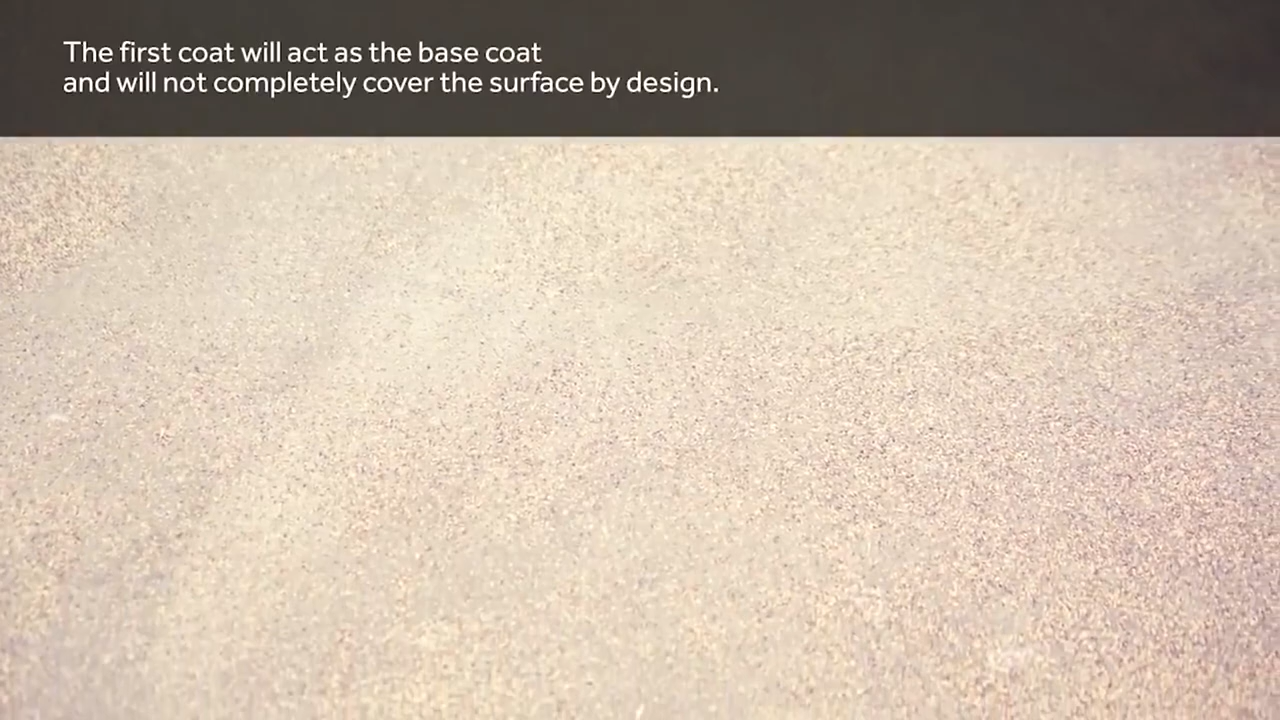 The first coat will act as the base coat
and will not completely cover the surface by design.